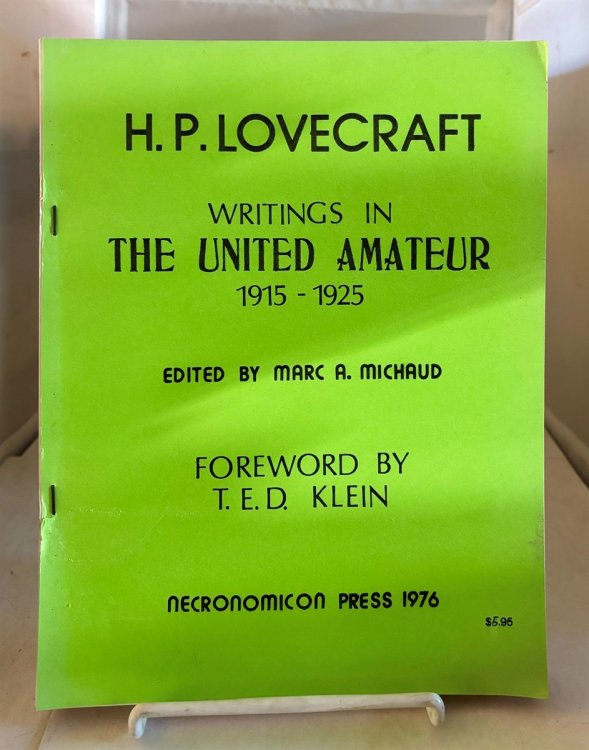 H. P. LOVECRAFT
WRITINGS IN
THE UNITED AMATEUR
1915 - 1925
EDITED BY MARC A. MICHAUD
FOREWORD BY
T. E. D. KLEIN
NECRONOMICON PRESS 1976
$5.95